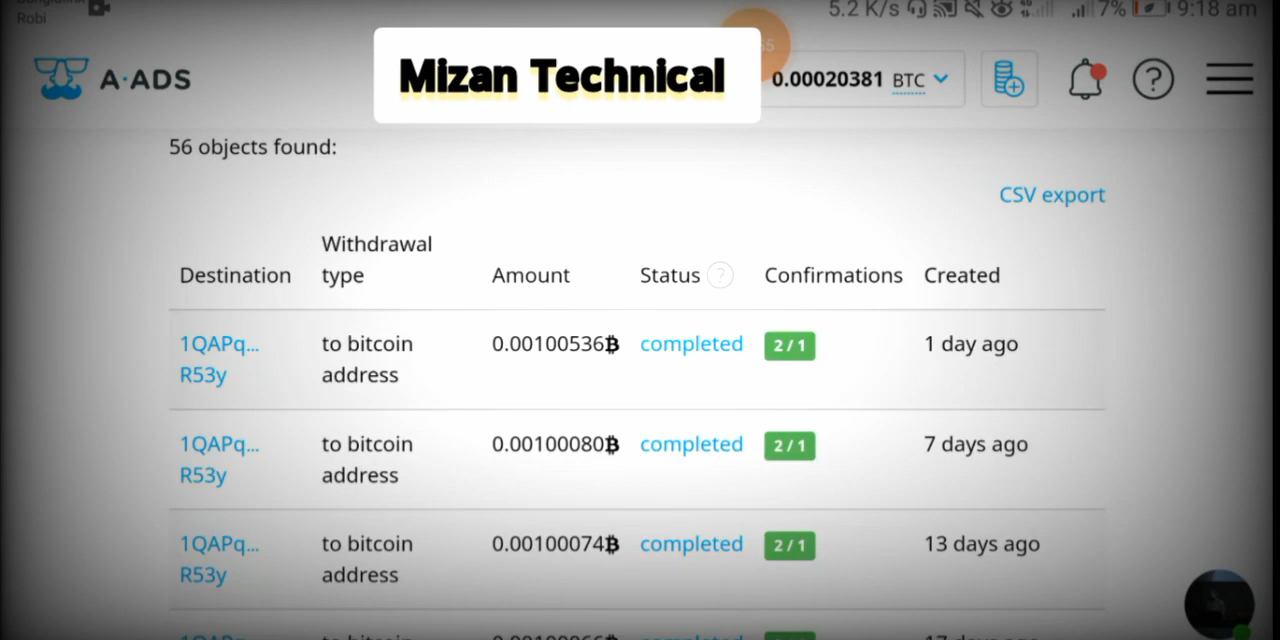 Robi
5.2 K/s 7% 9:18 am
A-ADS
Mizan Technical
0.00020381 BTC
56 objects found:
CSV export
Destination Withdrawal type Amount Status ? Confirmations Created
1QAPq... to bitcoin 0.00100536₿ completed 2 / 1 1 day ago
R53y address
1QAPq... to bitcoin 0.00100080₿ completed 2 / 1 7 days ago
R53y address
1QAPq... to bitcoin 0.00100074₿ completed 2 / 1 13 days ago
R53y address